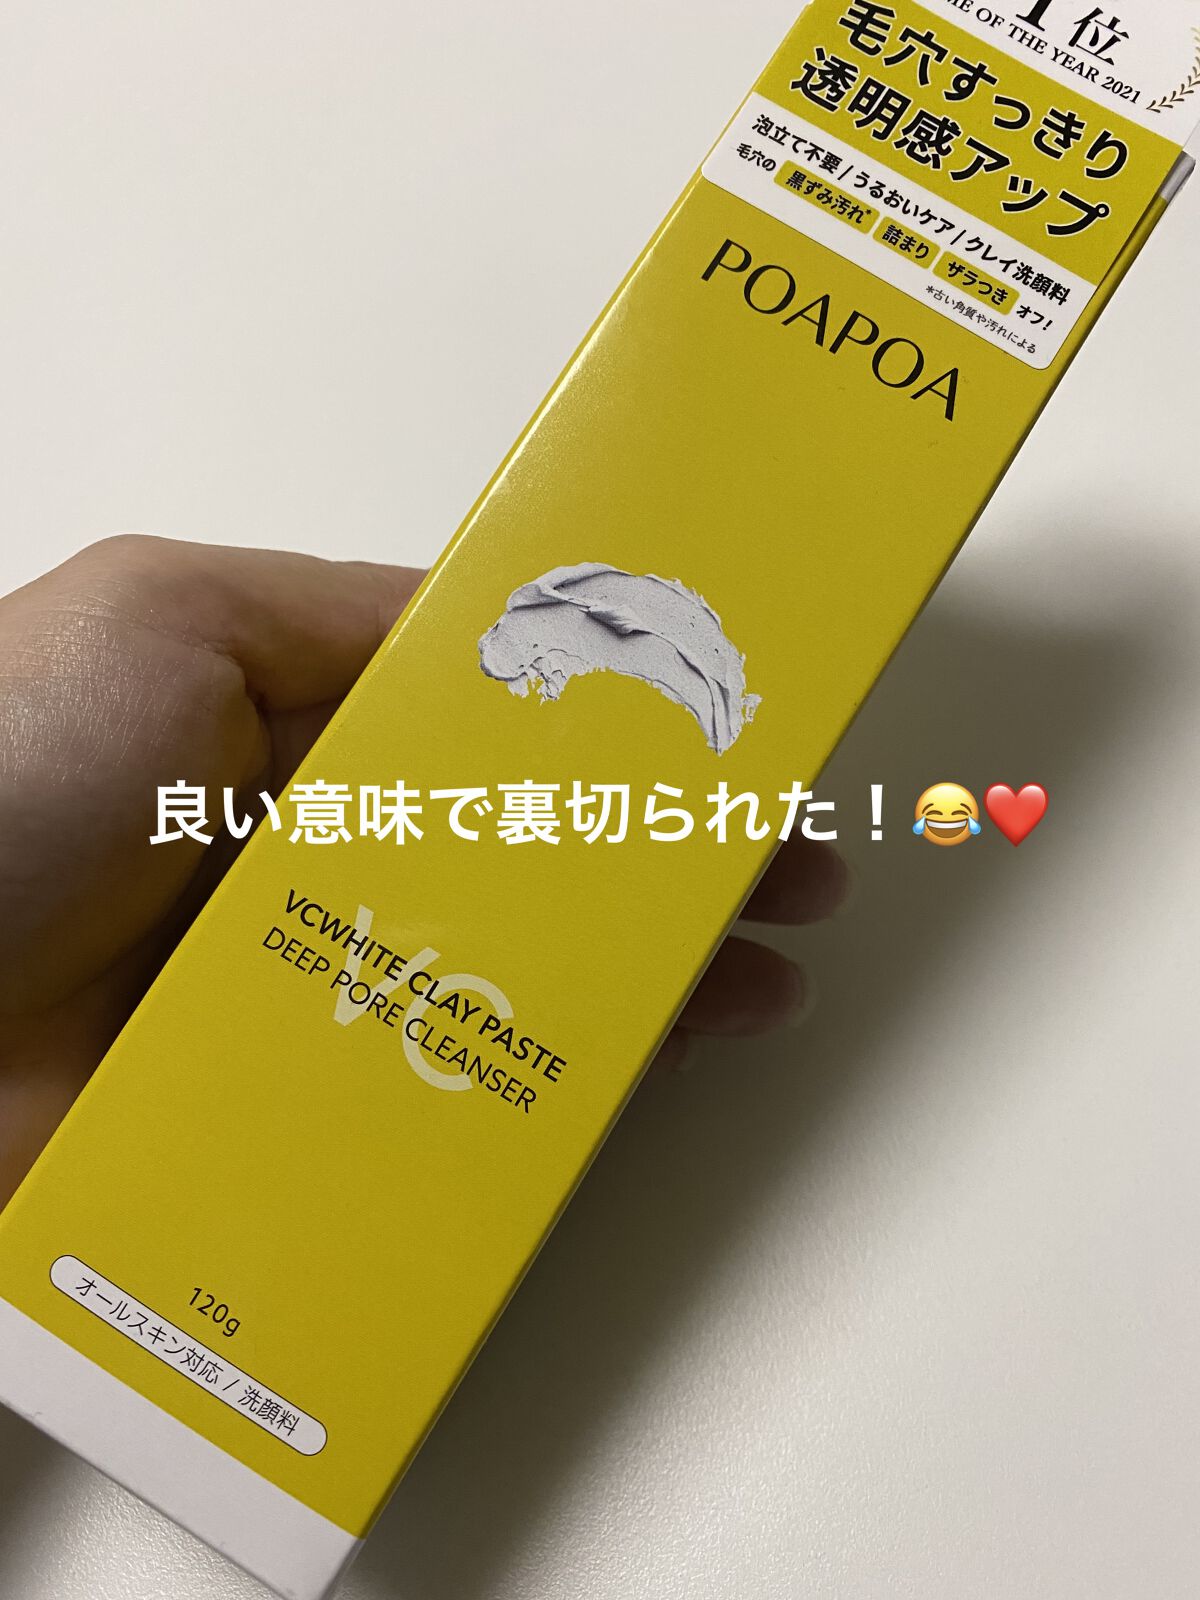 1位
OF THE YEAR 2021
毛穴すっきり
透明感アップ
泡立て不要/うるおいケア/クレイ洗顔料
毛穴の 黒ずみ汚れ* 詰まり ザラつき オフ!
*古い角質や汚れによる
POAPOA
良い意味で裏切られた！😂❤️
VC
VCWHITE CLAY PASTE
DEEP PORE CLEANSER
120g
オールスキン対応 / 洗顔料